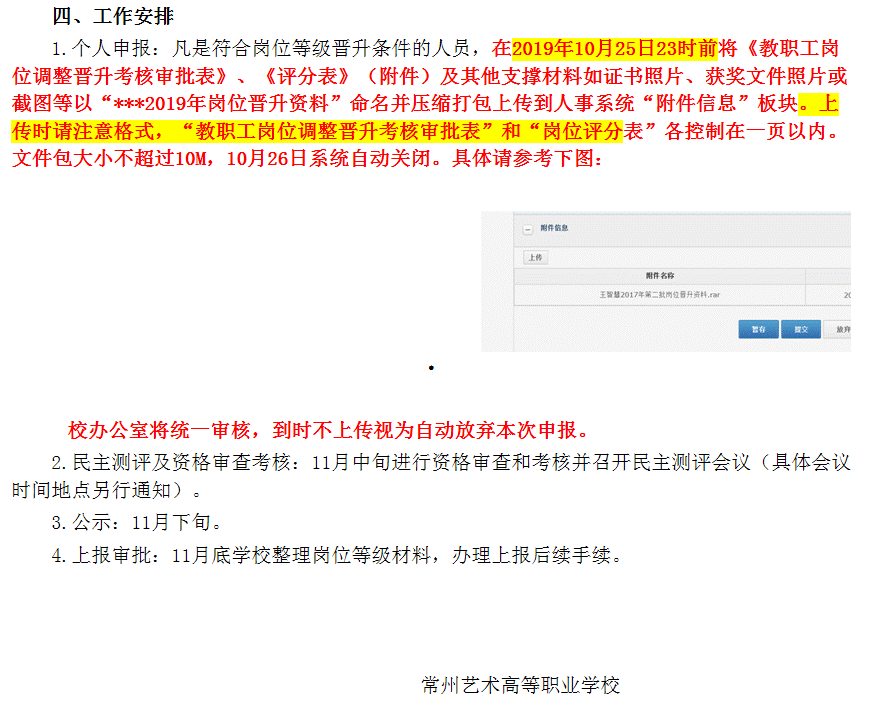 四、工作安排
1.个人申报：凡是符合岗位等级晋升条件的人员，在2019年10月25日23时前将《教职工岗
位调整晋升考核审批表》、《评分表》（附件）及其他支撑材料如证书照片、获奖文件照片或
截图等以“***2019年岗位晋升资料”命名并压缩打包上传到人事系统“附件信息”板块。上
传时请注意格式，“教职工岗位调整晋升考核审批表”和“岗位评分表”各控制在一页以内。
文件包大小不超过10M，10月26日系统自动关闭。具体请参考下图：
附件信息
上传
附件名称
王智慧2017年第二批岗位晋升资料.rar
20
暂存 提交 放弃
校办公室将统一审核，到时不上传视为自动放弃本次申报。
2.民主测评及资格审查考核：11月中旬进行资格审查和考核并召开民主测评会议（具体会议
时间地点另行通知）。
3.公示：11月下旬。
4.上报审批：11月底学校整理岗位等级材料，办理上报后续手续。
常州艺术高等职业学校